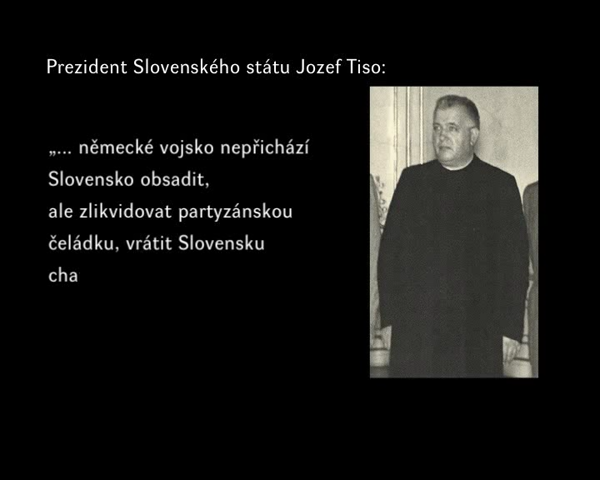 Prezident Slovenského státu Jozef Tiso:
„... německé vojsko nepřichází
Slovensko obsadit,
ale zlikvidovat partyzánskou
čeládku, vrátit Slovensku
cha